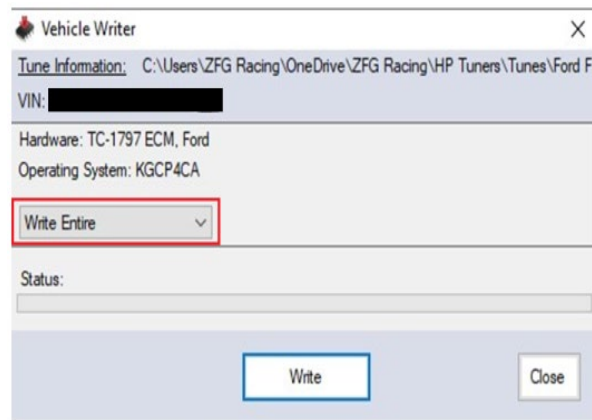 Vehicle Writer
Tune Information: C:\Users\ZFG Racing\OneDrive\ZFG Racing\HP Tuners\Tunes\Ford F
VIN:
Hardware: TC-1797 ECM, Ford
Operating System: KGCP4CA
Write Entire
Status:
Write Close